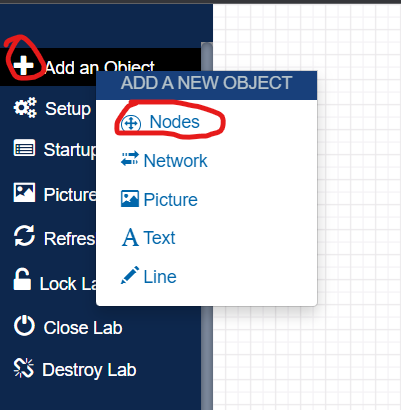 Add an Object
ADD A NEW OBJECT
Setup
Nodes
Startup
Network
Picture
Picture
Refres
Text
Lock La
Line
Close Lab
Destroy Lab